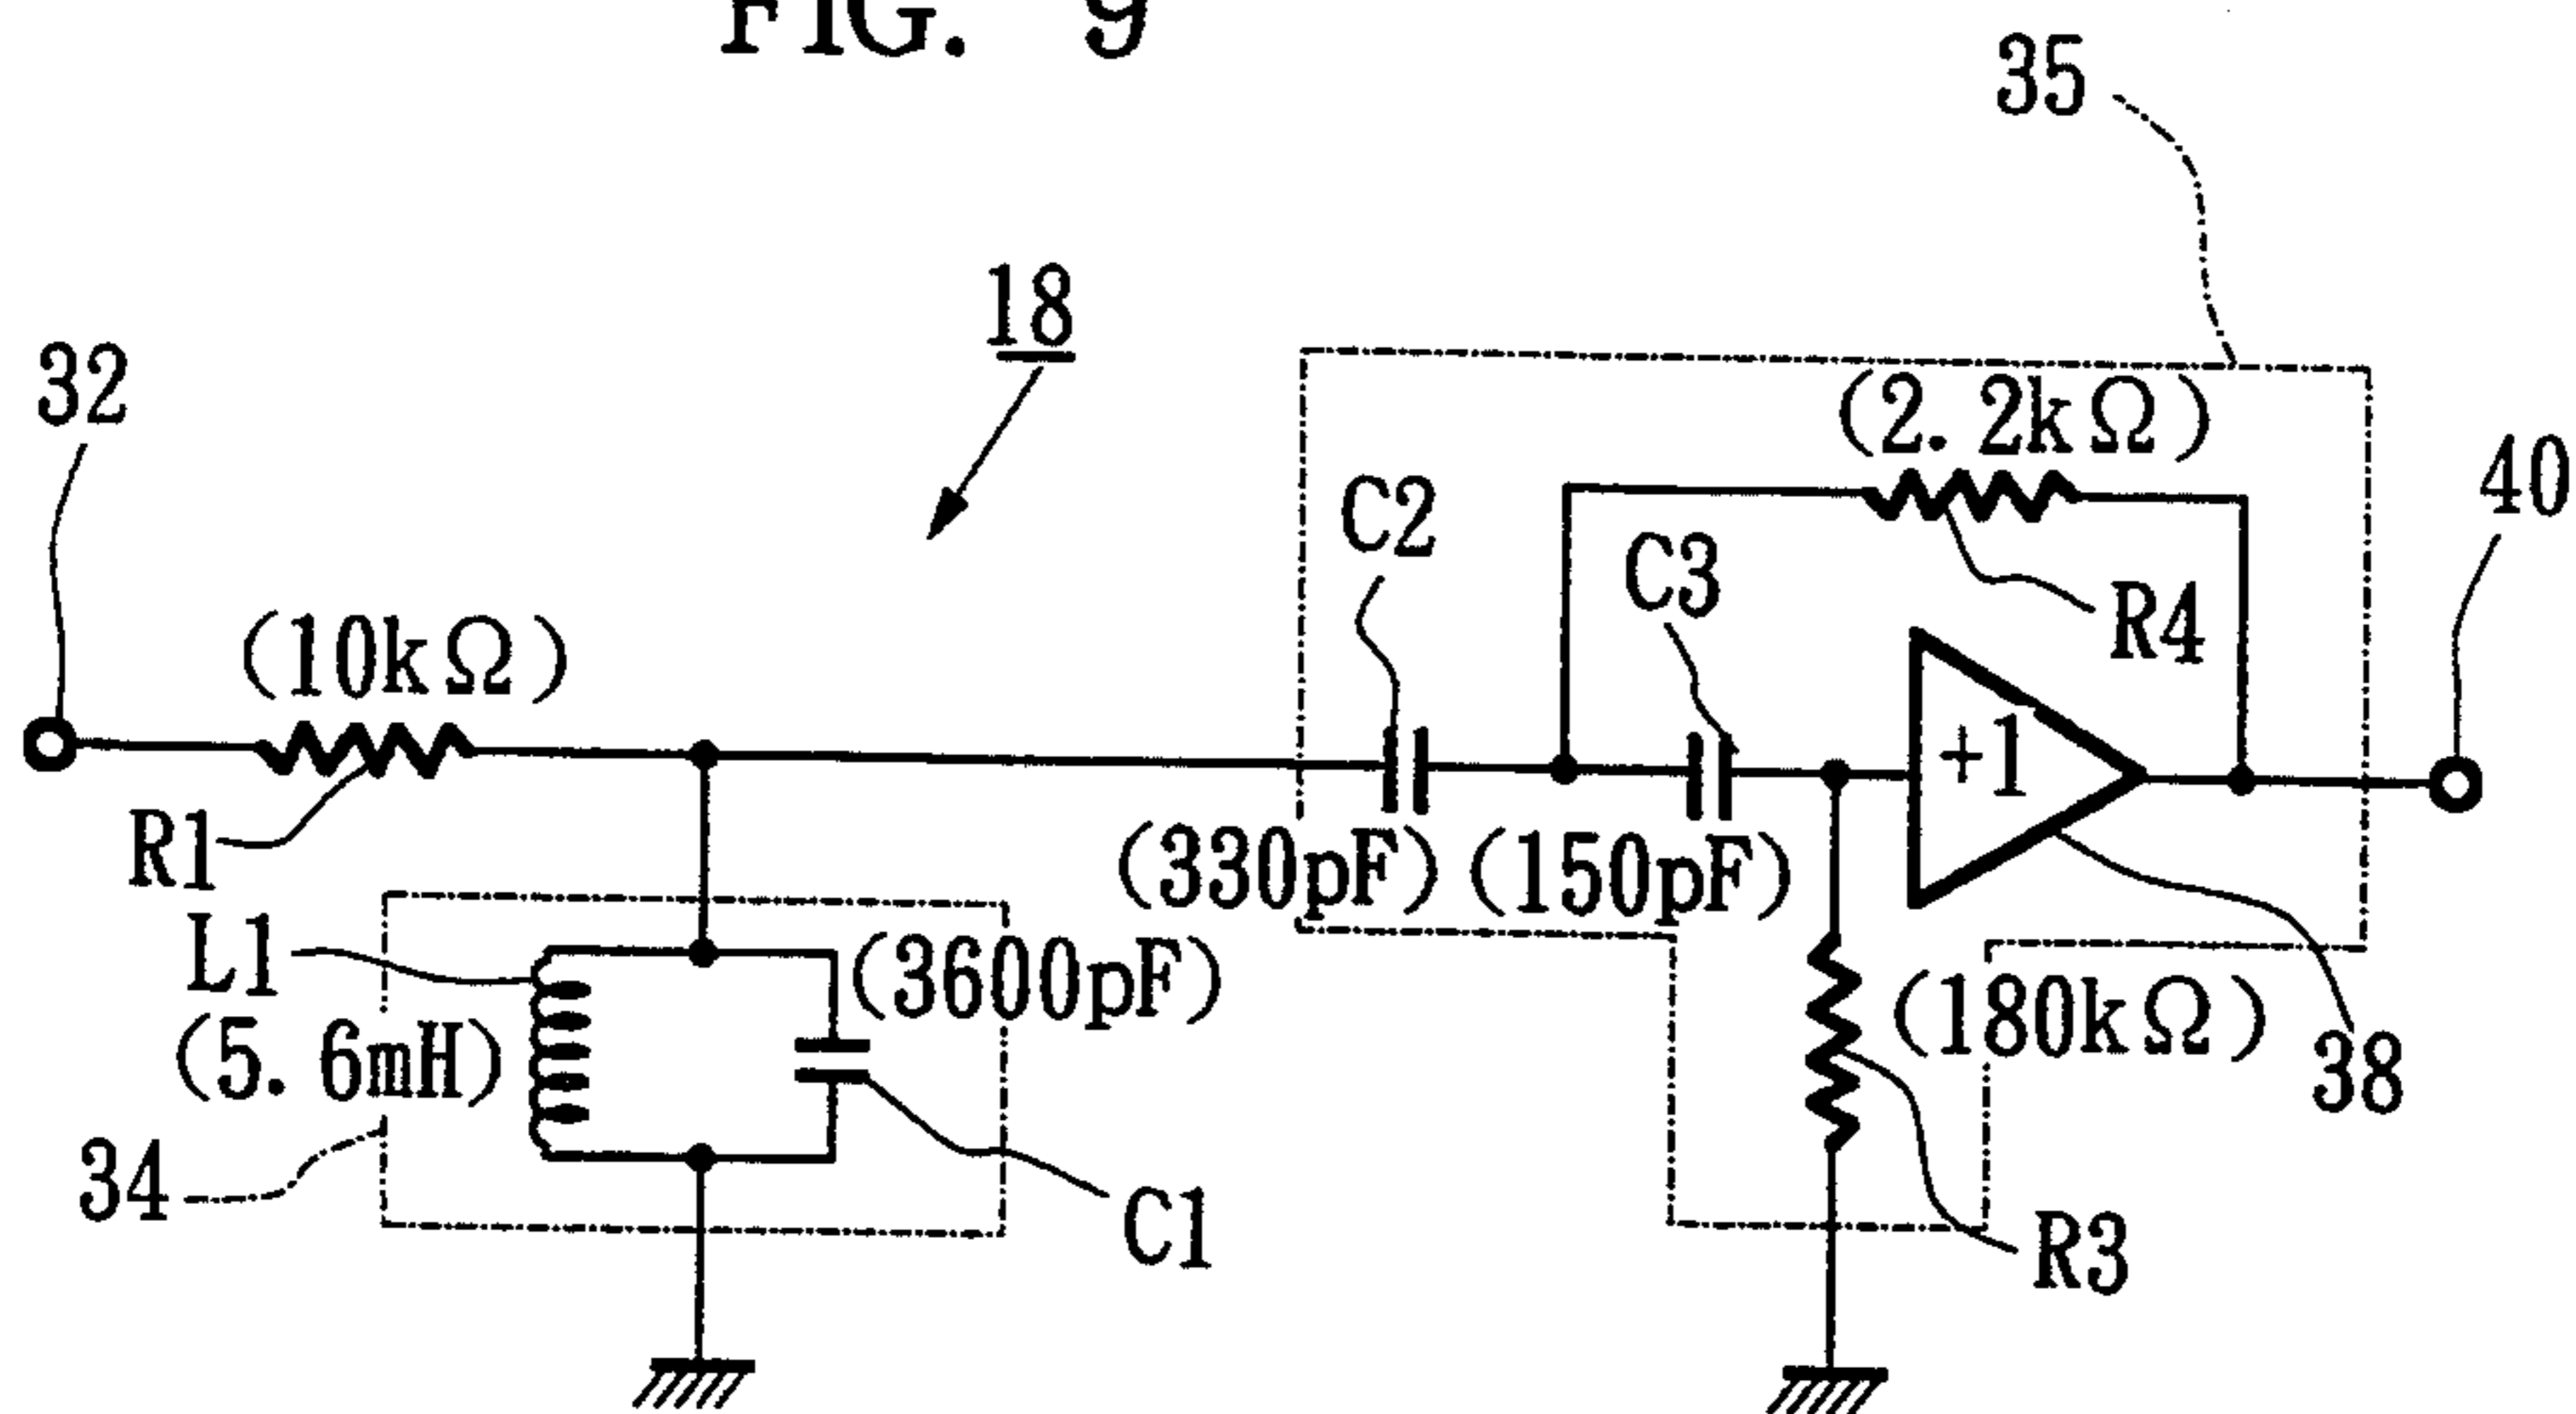 FIG. 9
35
18
32
(2.2kΩ)
40
C2
C3
R4
(10kΩ)
+1
R1
(330pF)
(150pF)
L1
(3600pF)
(5.6mH)
(180kΩ)
38
34
C1
R3